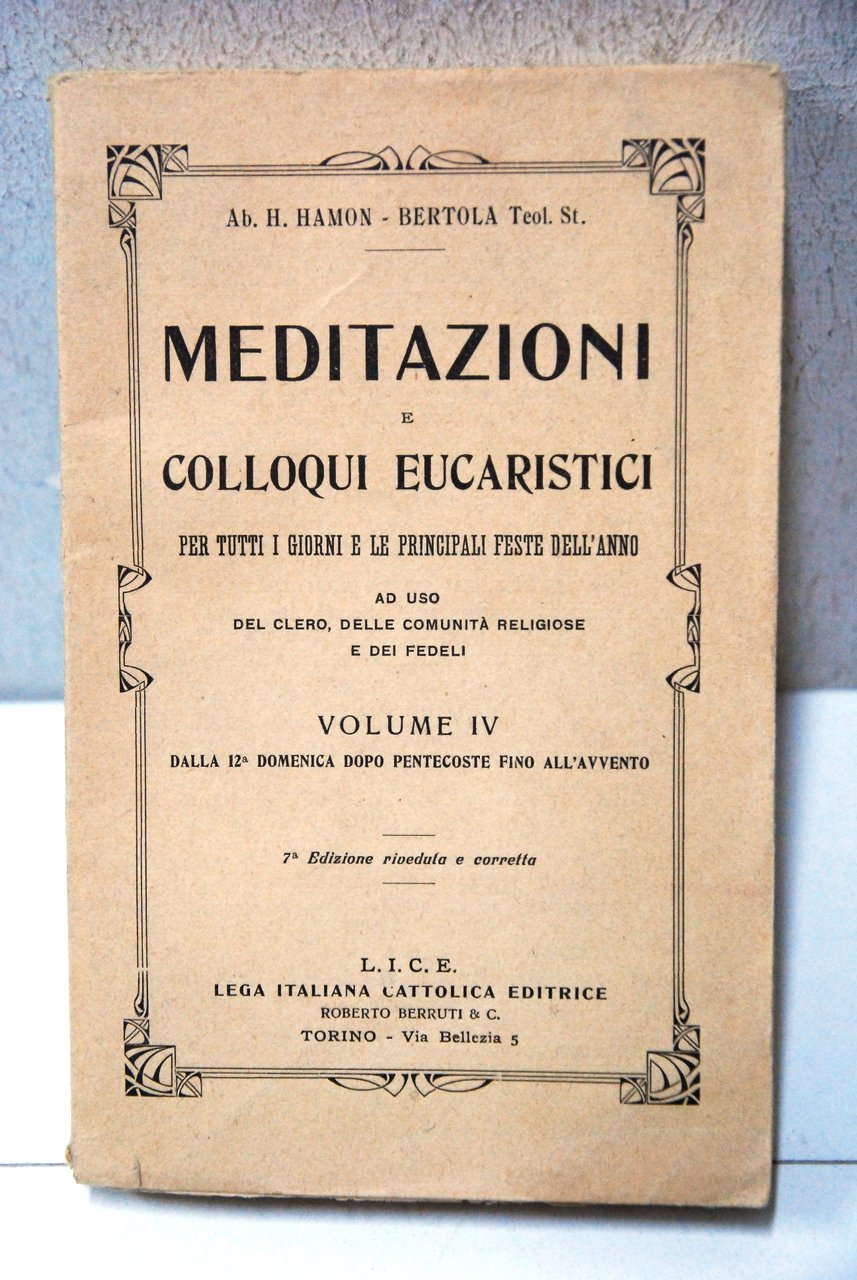 Ab. H. HAMON - BERTOLA Teol. St.
MEDITAZIONI
E
COLLOQUI EUCARISTICI
PER TUTTI I GIORNI E LE PRINCIPALI FESTE DELL'ANNO
AD USO
DEL CLERO, DELLE COMUNITÀ RELIGIOSE
E DEI FEDELI
VOLUME IV
DALLA 12ª DOMENICA DOPO PENTECOSTE FINO ALL'AVVENTO
7ª Edizione riveduta e corretta
L. I. C. E.
LEGA ITALIANA CATTOLICA EDITRICE
ROBERTO BERRUTI & C.
TORINO - Via Bellezia 5